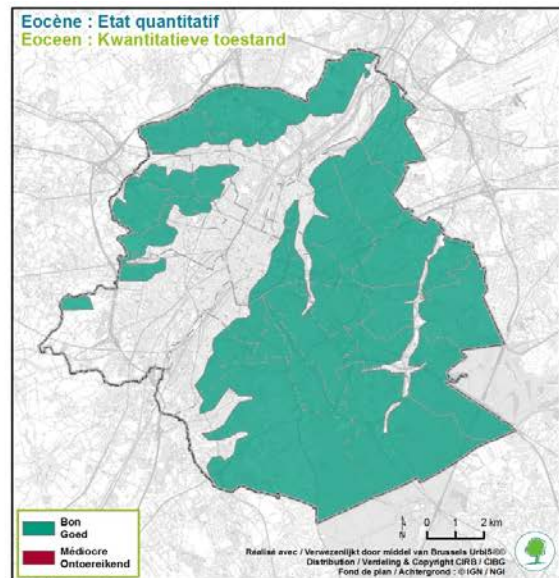 Eocène : Etat quantitatif
Eoceen : Kwantitatieve toestand
Bon
Goed
Médiocre
Ontoereikend
N
0 1 2 km
Réalisé avec / Verwezenlijkt door middel van Brussels UrbIS®©
Distribution / Verdeling & Copyright CIRB / CIBG
Fond de plan / Achtergrond : © IGN / NGI